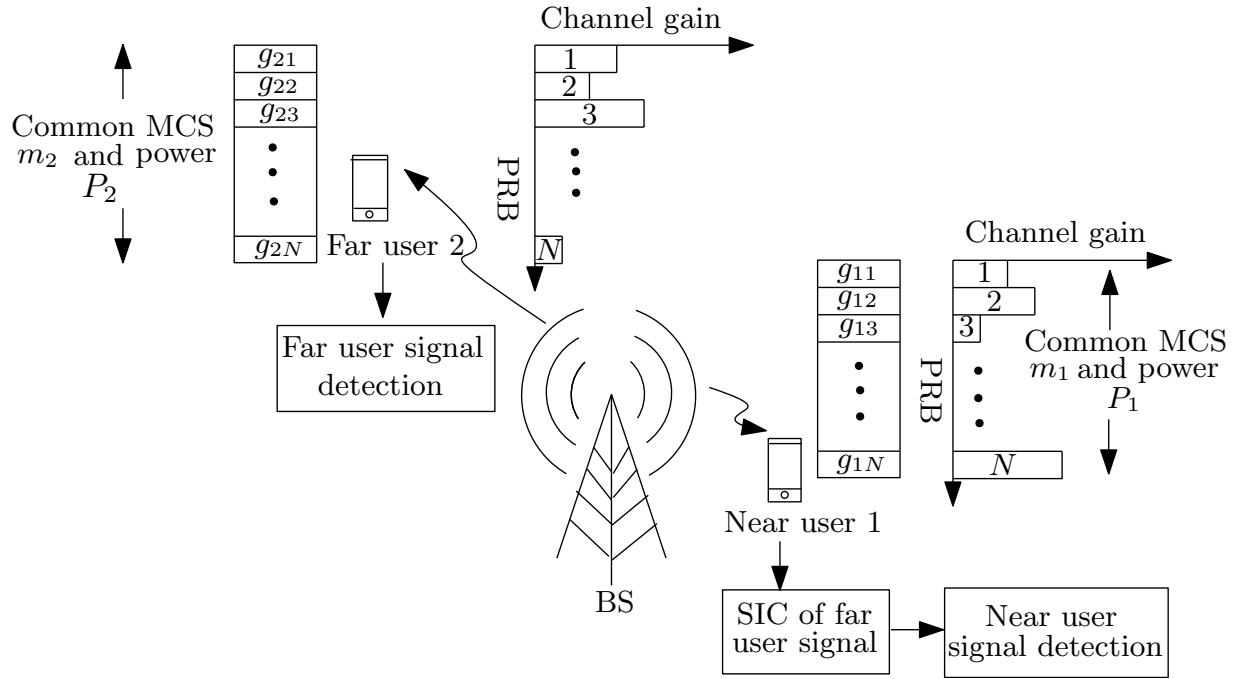 Channel gain
g₂₁
g₂₂
g₂₃
g₂N
1
2
3
N
PRB
Common MCS
m₂ and power
P₂
Far user 2
Far user signal
detection
BS
Channel gain
g₁₁
g₁₂
g₁₃
g₁N
1
2
3
N
PRB
Common MCS
m₁ and power
P₁
Near user 1
SIC of far
user signal
Near user
signal detection